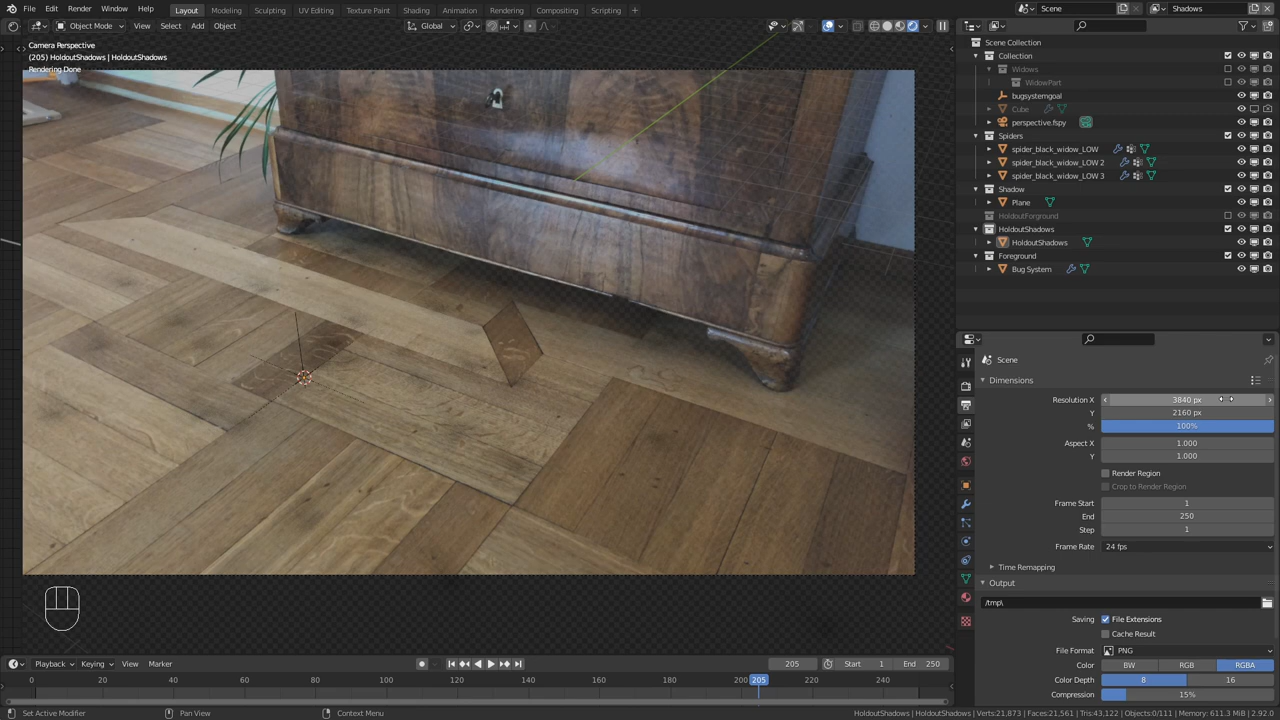 File Edit Render Window Help Layout Modeling Sculpting UV Editing Texture Paint Shading Animation Rendering Compositing Scripting + Scene Shadows
Object Mode View Select Add Object Global
Camera Perspective
(205) HoldoutShadows | HoldoutShadows
Rendering Done
Scene Collection
Collection
Widows
WidowPart
bugsystemgoal
Cube
perspective.fspy
Spiders
spider_black_widow_LOW
spider_black_widow_LOW 2
spider_black_widow_LOW 3
Shadow
Plane
HoldoutForground
HoldoutShadows
HoldoutShadows
Foreground
Bug System
Scene
Dimensions
Resolution X 3840 px
Y 2160 px
% 100%
Aspect X 1.000
Y 1.000
Render Region
Crop to Render Region
Frame Start 1
End 250
Step 1
Frame Rate 24 fps
Time Remapping
Output
/tmp\
Saving File Extensions
Cache Result
File Format PNG
Color BW RGB RGBA
Color Depth 8 16
Compression 15%
Playback Keying View Marker 205 Start 1 End 250
0 20 40 60 80 100 120 140 160 180 200 205 220 240
Set Active Modifier Pan View Context Menu HoldoutShadows | HoldoutShadows | Verts:21,873 | Faces:21,561 | Tris:43,122 | Objects:0/111 | Memory: 611.3 MiB | 2.92.0